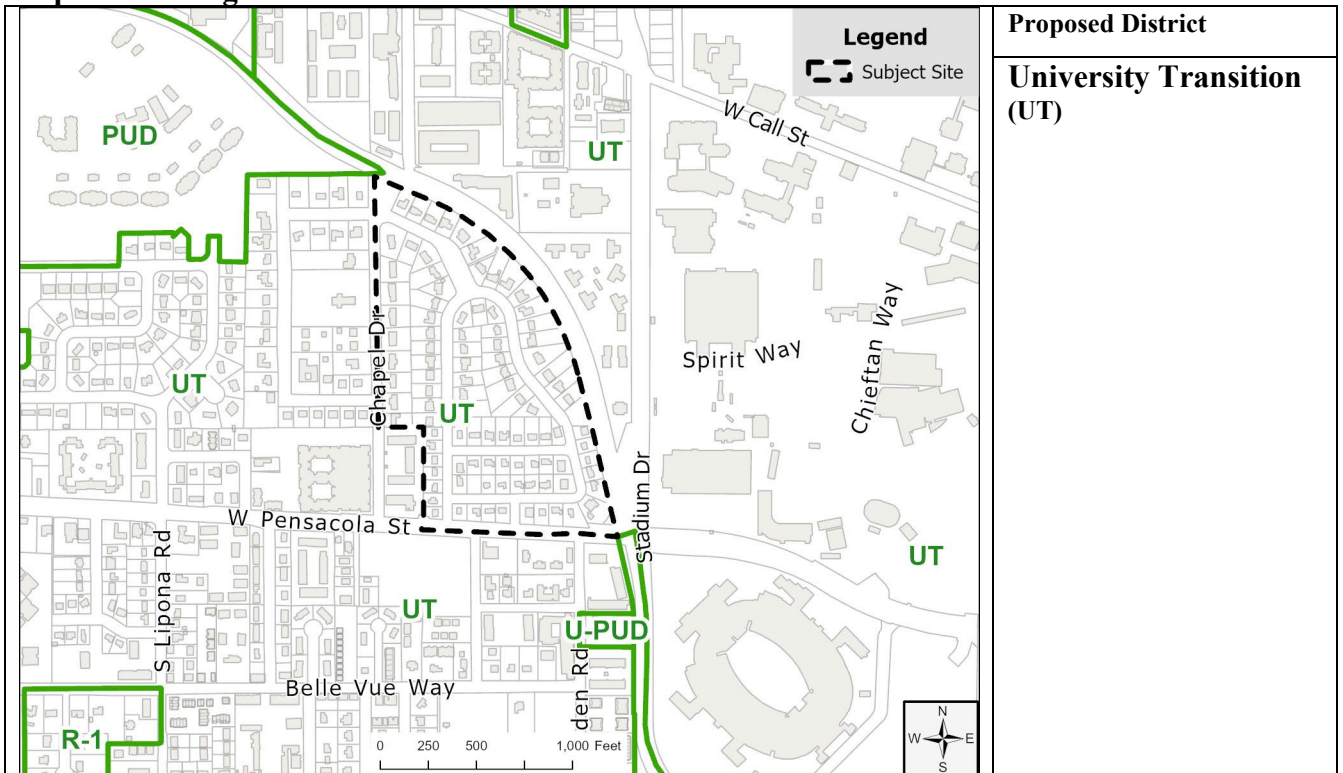 Legend
Subject Site
Proposed District
University Transition
(UT)
W Call St
PUD
UT
Chapel Dr
Spirit Way
Chieftan Way
UT
UT
W Pensacola St
Stadium Dr
S Lipona Rd
UT
UT
U-PUD
den Rd
Belle Vue Way
R-1
0 250 500 1,000 Feet
N
W E
S